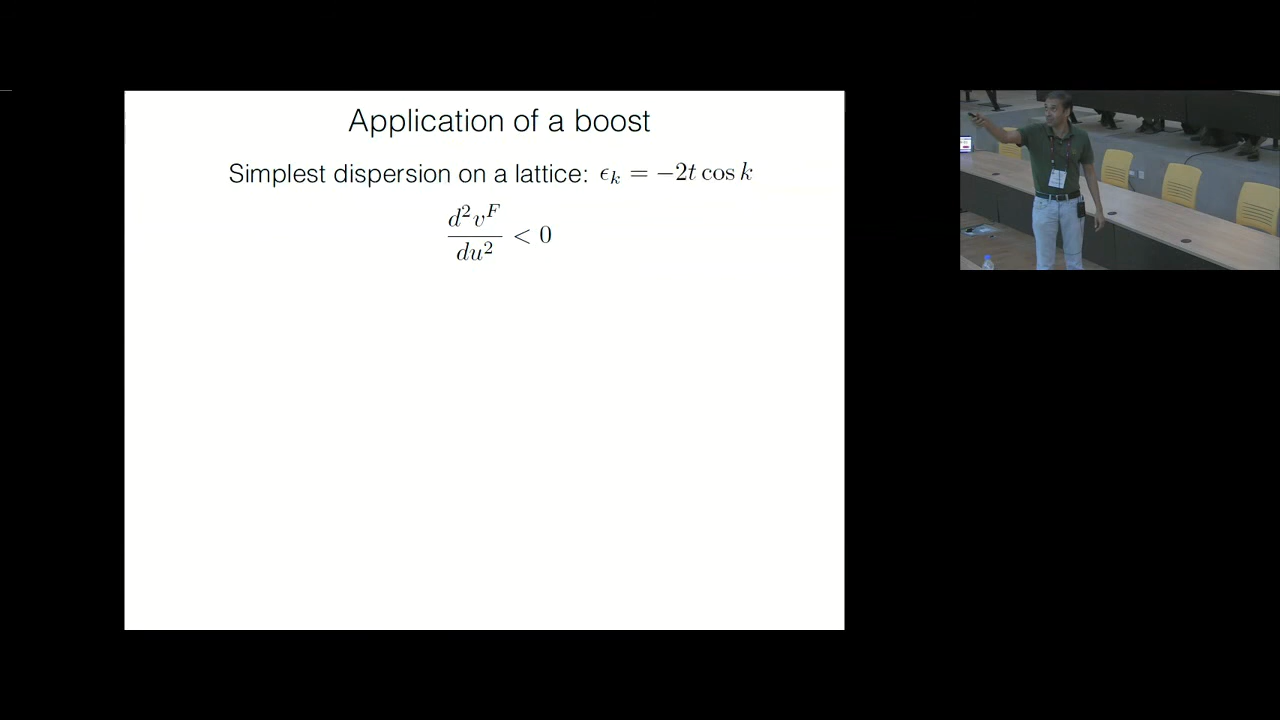 Application of a boost
Simplest dispersion on a lattice: $\epsilon_k = -2t \cos k$
$\frac{d^2 v^F}{du^2} < 0$